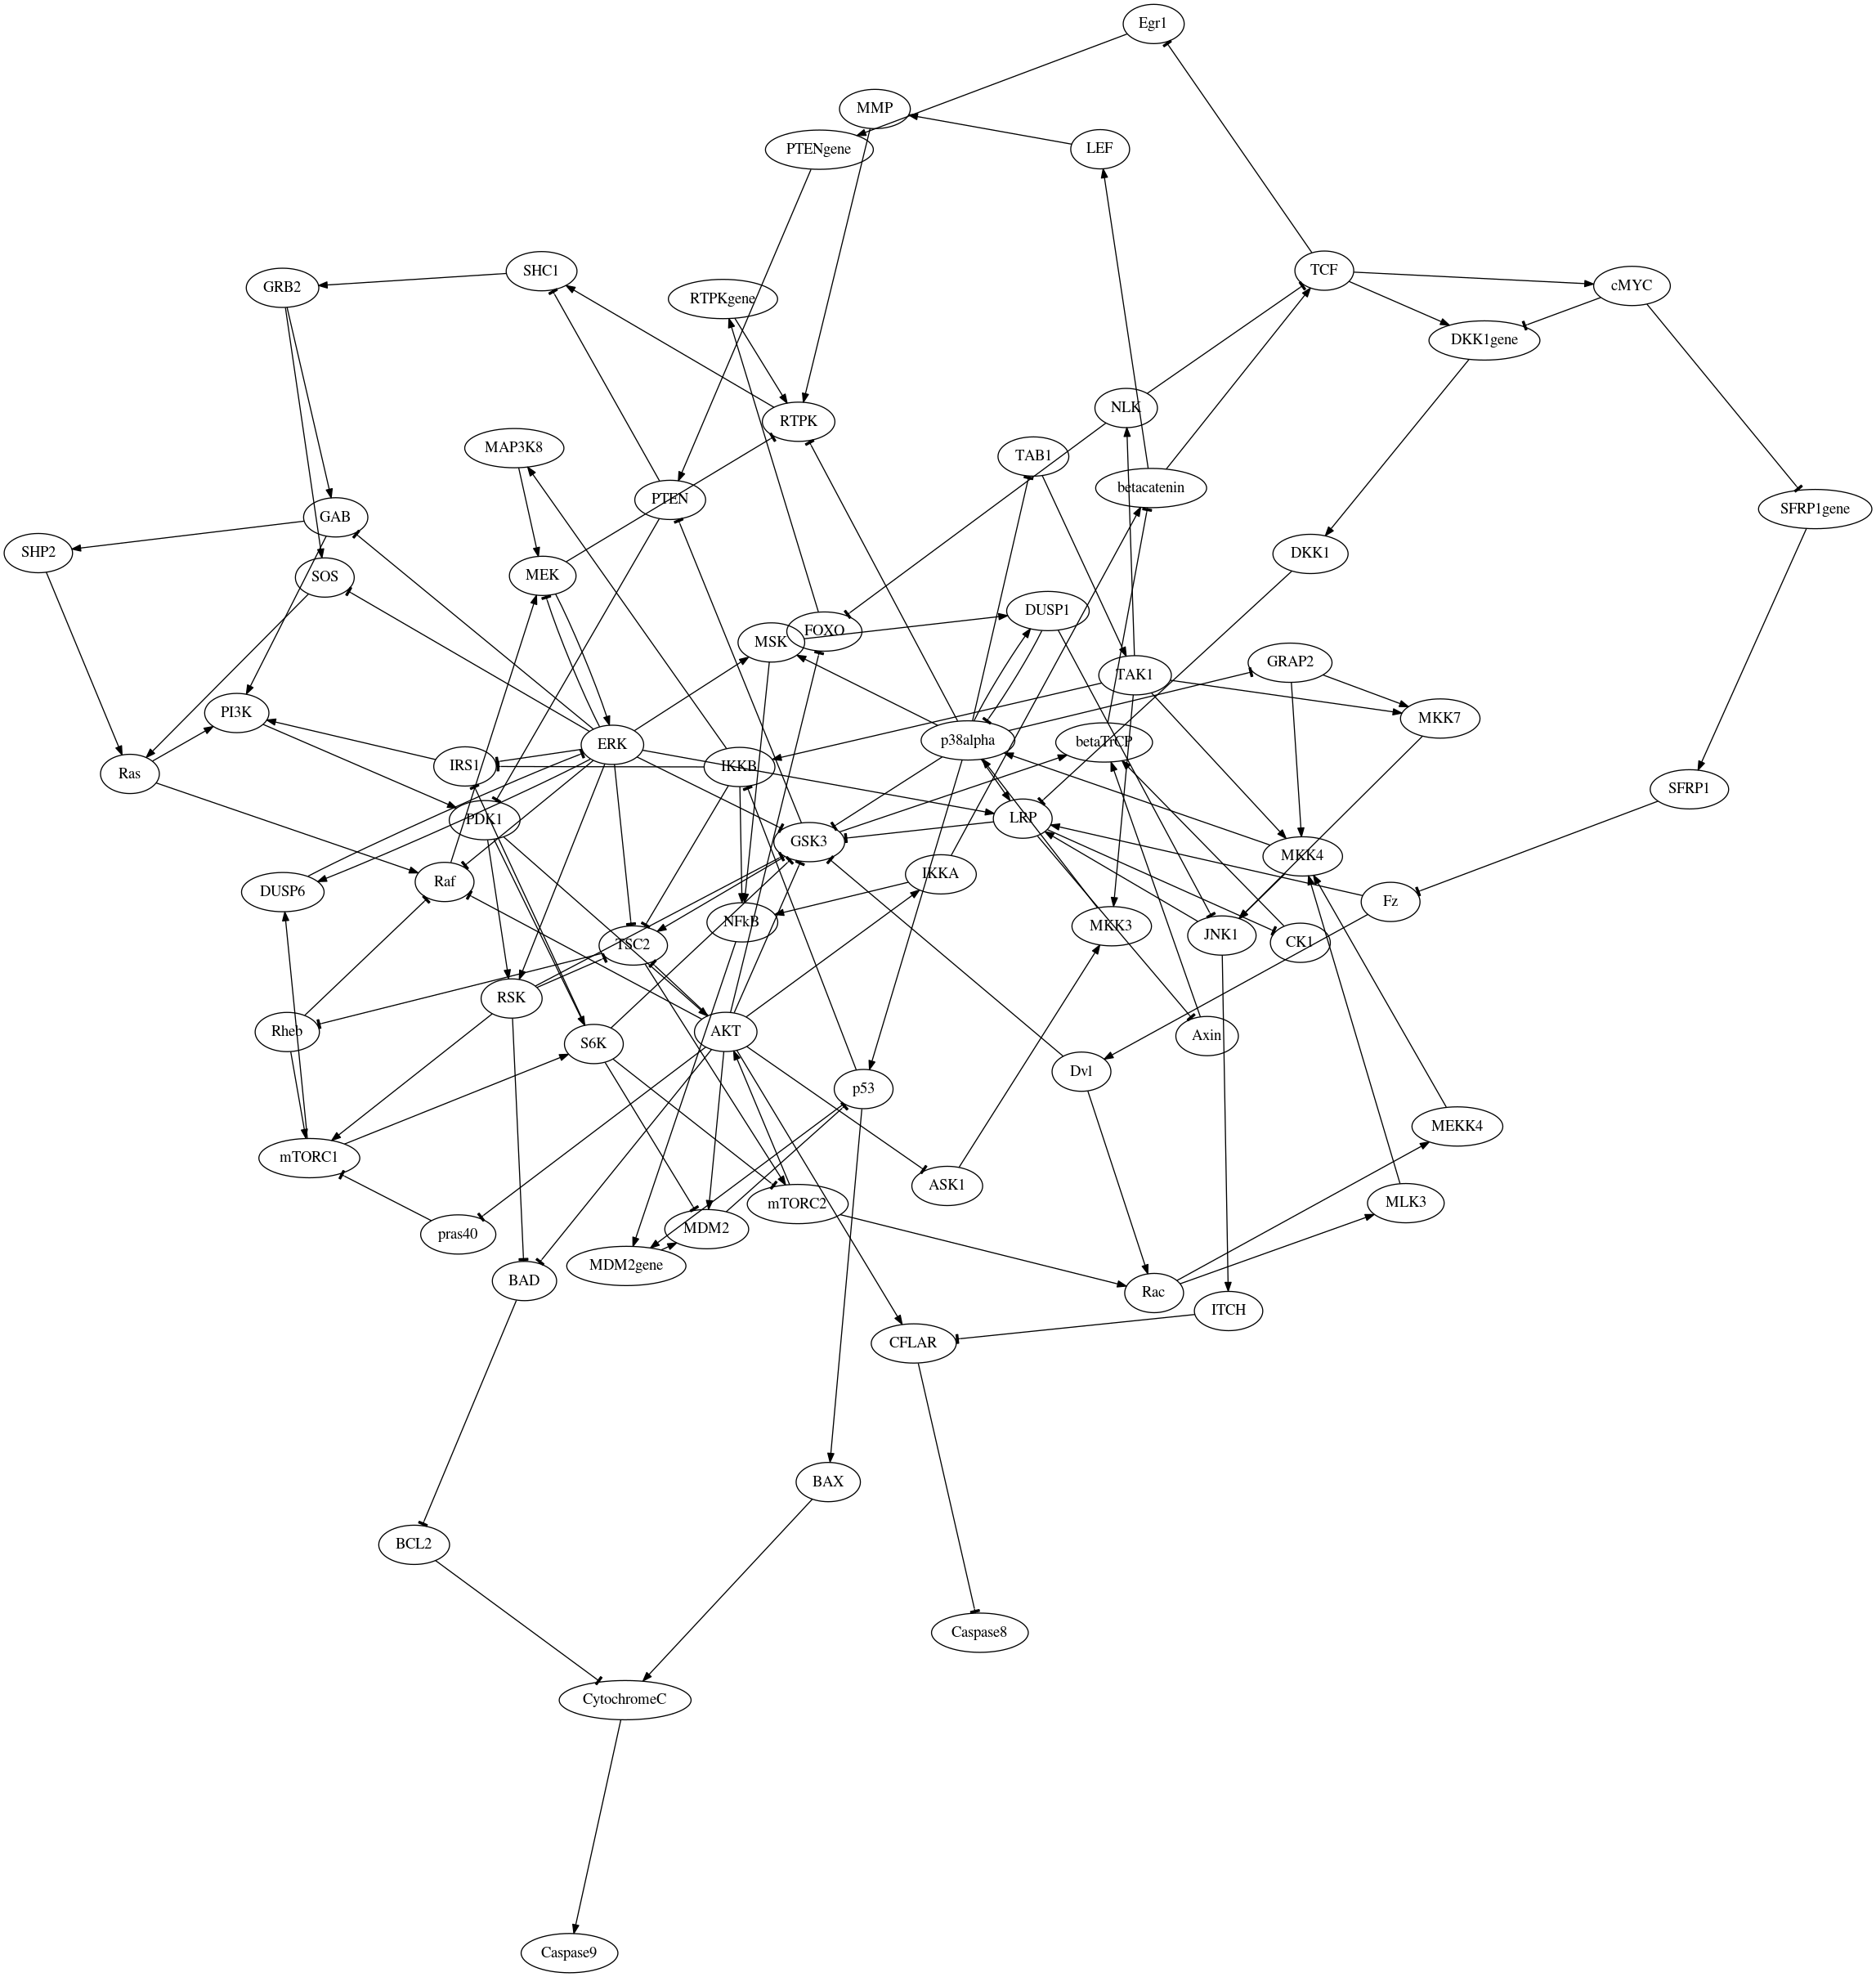 Egr1
MMP
PTENgene
LEF
SHC1
TCF
GRB2
RTPKgene
cMYC
DKK1gene
NLK
RTPK
MAP3K8
TAB1
betacatenin
PTEN
SFRP1gene
GAB
SHP2
DKK1
SOS
MEK
DUSP1
FOXO
MSK
GRAP2
TAK1
PI3K
MKK7
ERK
p38alpha
betaTrCP
IRS1
IKKB
Ras
SFRP1
PDK1
LRP
GSK3
MKK4
IKKA
Raf
DUSP6
Fz
NFkB
MKK3
JNK1
CK1
TSC2
RSK
Rheb
AKT
Axin
S6K
Dvl
p53
MEKK4
mTORC1
ASK1
mTORC2
MLK3
MDM2
pras40
MDM2gene
BAD
Rac
ITCH
CFLAR
BAX
BCL2
Caspase8
CytochromeC
Caspase9